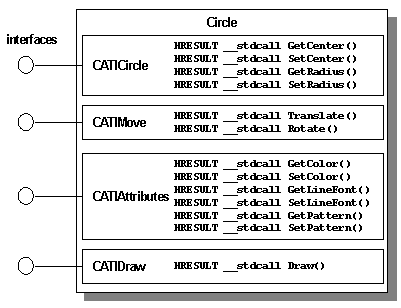 Circle
interfaces
CATICircle
HRESULT __stdcall GetCenter()
HRESULT __stdcall SetCenter()
HRESULT __stdcall GetRadius()
HRESULT __stdcall SetRadius()
CATIMove
HRESULT __stdcall Translate()
HRESULT __stdcall Rotate()
CATIAttributes
HRESULT __stdcall GetColor()
HRESULT __stdcall SetColor()
HRESULT __stdcall GetLineFont()
HRESULT __stdcall SetLineFont()
HRESULT __stdcall GetPattern()
HRESULT __stdcall SetPattern()
CATIDraw
HRESULT __stdcall Draw()